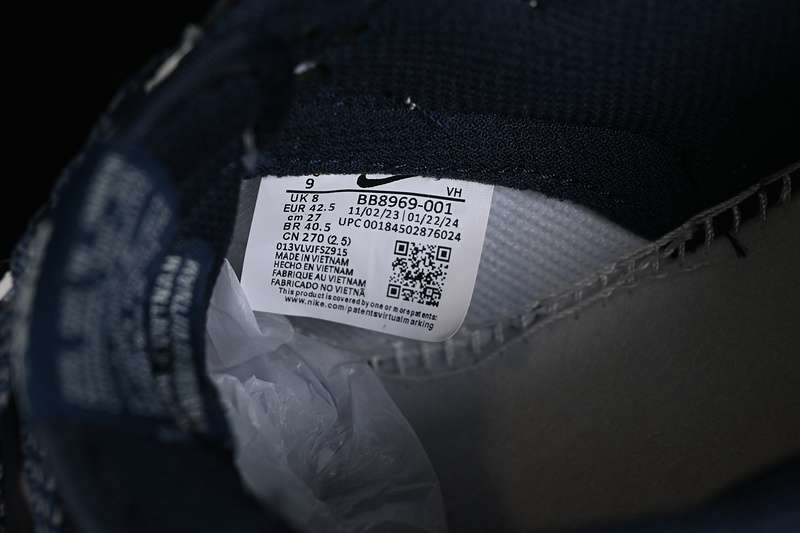 9
VH
UK 8
EUR 42.5
cm 27
BR 40.5
CN 270 (2.5)
BB8969-001
11/02/23 | 01/22/24
UPC 00184502876024
013VLVJFSZ915
MADE IN VIETNAM
HECHO EN VIETNAM
FABRIQUE AU VIETNAM
FABRICADO NO VIETNÃ
This product is covered by one or more patents:
www.nike.com/patentsvirtualmarking